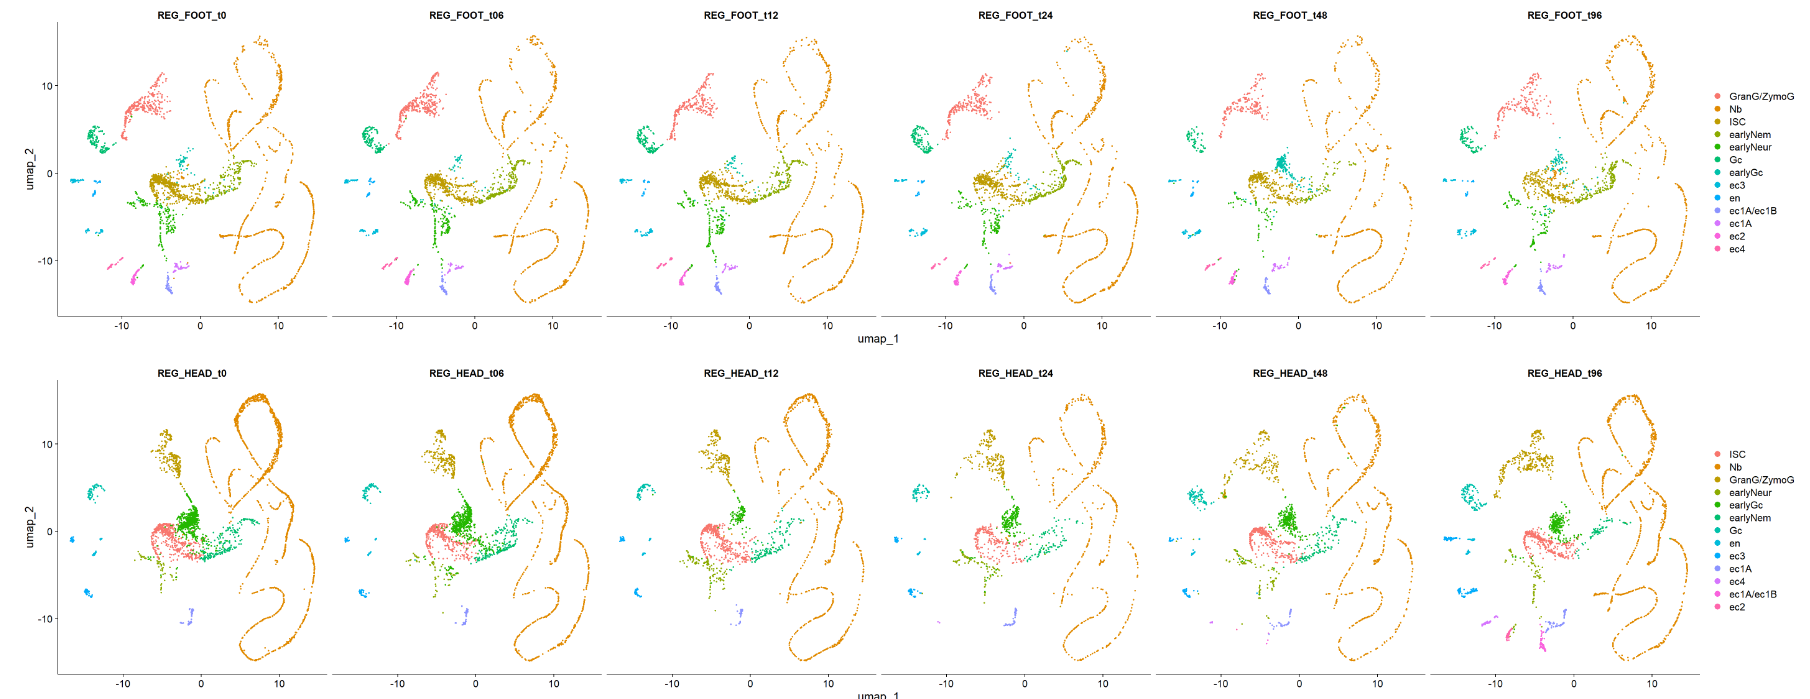 REG_FOOT_t0 REG_FOOT_t06 REG_FOOT_t12 REG_FOOT_t24 REG_FOOT_t48 REG_FOOT_t96
10
0
-10
umap_2
-10 0 10 -10 0 10 -10 0 10 -10 0 10 -10 0 10 -10 0 10
umap_1
GranG/ZymoG
Nb
ISC
earlyNem
earlyNeur
Gc
earlyGc
ec3
en
ec1A/ec1B
ec1A
ec2
ec4
REG_HEAD_t0 REG_HEAD_t06 REG_HEAD_t12 REG_HEAD_t24 REG_HEAD_t48 REG_HEAD_t96
10
0
-10
umap_2
-10 0 10 -10 0 10 -10 0 10 -10 0 10 -10 0 10 -10 0 10
umap_1
ISC
Nb
GranG/ZymoG
earlyNeur
earlyGc
earlyNem
Gc
en
ec3
ec1A
ec4
ec1A/ec1B
ec2